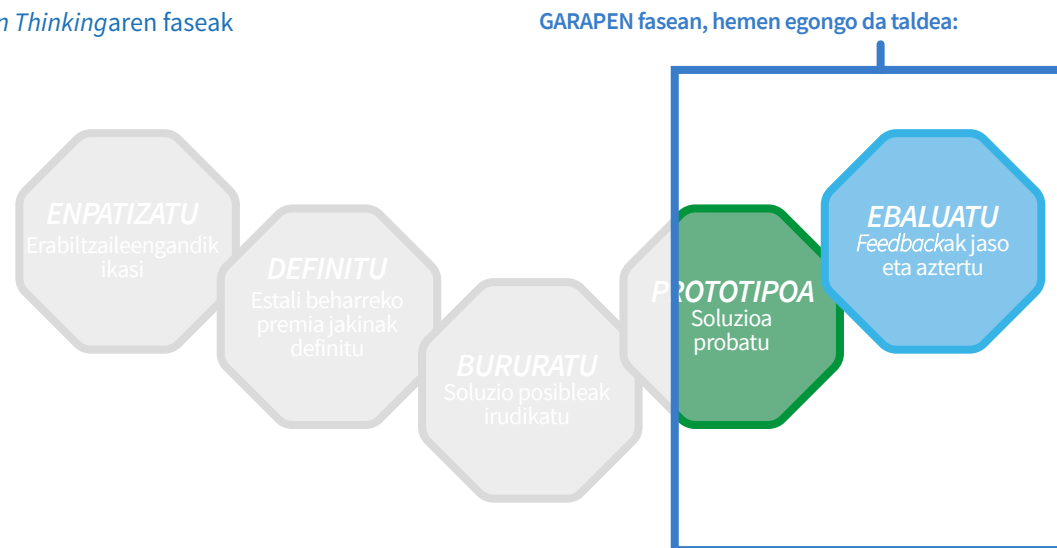 n Thinkingaren faseak
GARAPEN fasean, hemen egongo da taldea:
ENPATIZATU
Erabiltzaileengandik
ikasi
DEFINITU
Estali beharreko
premia jakinak
definitu
BURURATU
Soluzio posibleak
irudikatu
PROTOTIPOA
Soluzioa
probatu
EBALUATU
Feedbackak jaso
eta aztertu